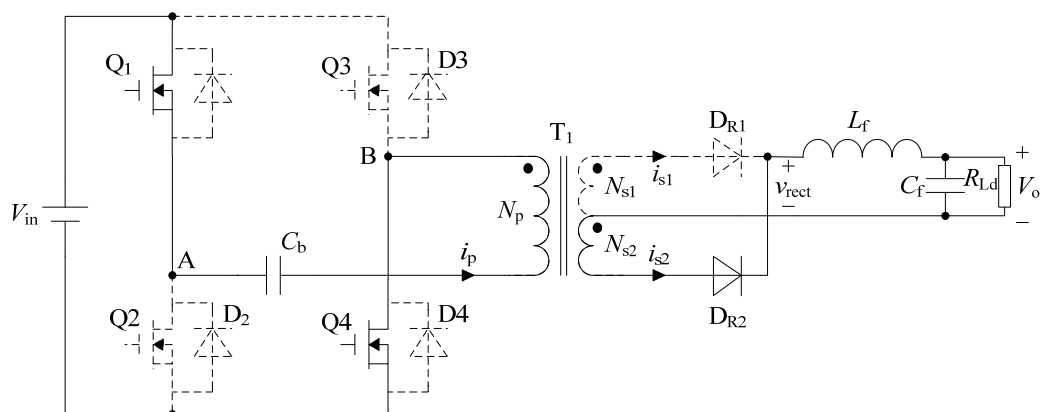 Q1
Q3
D3
B
T1
DR1
Lf
Vin
Np
Ns1
is1
+
vrect
−
Cf
RLd
+
Vo
−
A
Cb
ip
Ns2
is2
DR2
Q2
D2
Q4
D4